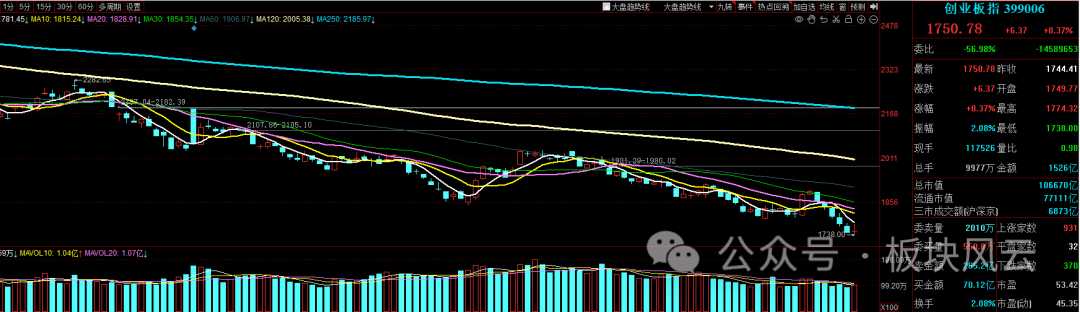 1分 5分 15分 30分 60分 多周期 设置 大盘趋势线 大盘趋势线 九转 事件 热点回溯 加自选 均线 窗 预测
781.45↓ MA10: 1815.24↓ MA20: 1828.91↓ MA30: 1854.35↓ MA60: 1906.97↓ MA120: 2005.38↓ MA250: 2185.97↓
2478
2323
2168
2011
1856
2282.03
2182.39
2107.86-2105.10
1981.29-1980.02
1738.00
MAVOL10: 1.04亿↑ MAVOL20: 1.07亿↓
99.20万
X100
创业板指 399006
1750.78 +6.37 +0.37%
委比 -56.98% -14589653
最新 1750.78 昨收 1744.41
涨跌 +6.37 开盘 1749.77
涨幅 +0.37% 最高 1774.32
振幅 2.08% 最低 1738.00
现手 117526 量比 0.90
总手 9977万 金额 1526亿
总市值 106670亿
流通市值 77111亿
三市成交额(沪深京) 6873亿
委卖量 2010万 上涨家数 931
委买量 平盘家数 32
卖金额 下跌家数 370
买金额 70.12亿 市盈 53.42
换手 2.08% 市盈(动) 45.35
公众号 · 板块风云